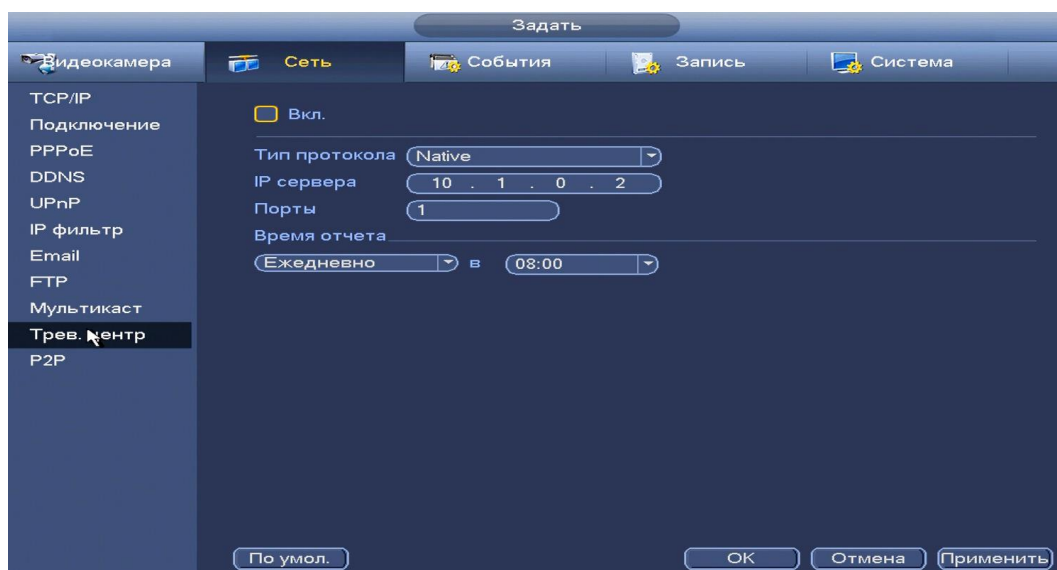 Задать
Видеокамера
Сеть
События
Запись
Система
TCP/IP
Подключение
PPPoE
DDNS
UPnP
IP фильтр
Email
FTP
Мультикаст
Трев. центр
P2P
Вкл.
Тип протокола Native
IP сервера 10 . 1 . 0 . 2
Порты 1
Время отчета
Ежедневно в 08:00
По умол.
OK
Отмена
Применить